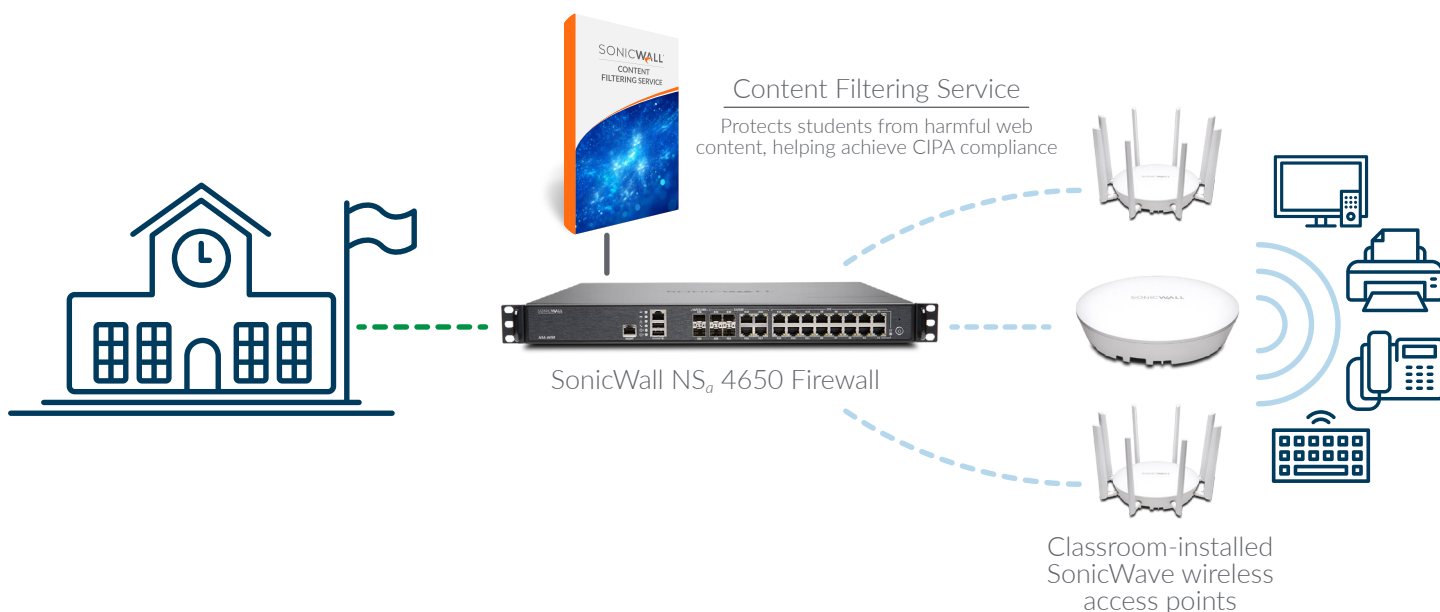 SONICWALL
CONTENT
FILTERING SERVICE
Content Filtering Service
Protects students from harmful web
content, helping achieve CIPA compliance
SONICWALL
SonicWall NSa 4650 Firewall
SONICWALL
Classroom-installed
SonicWave wireless
access points